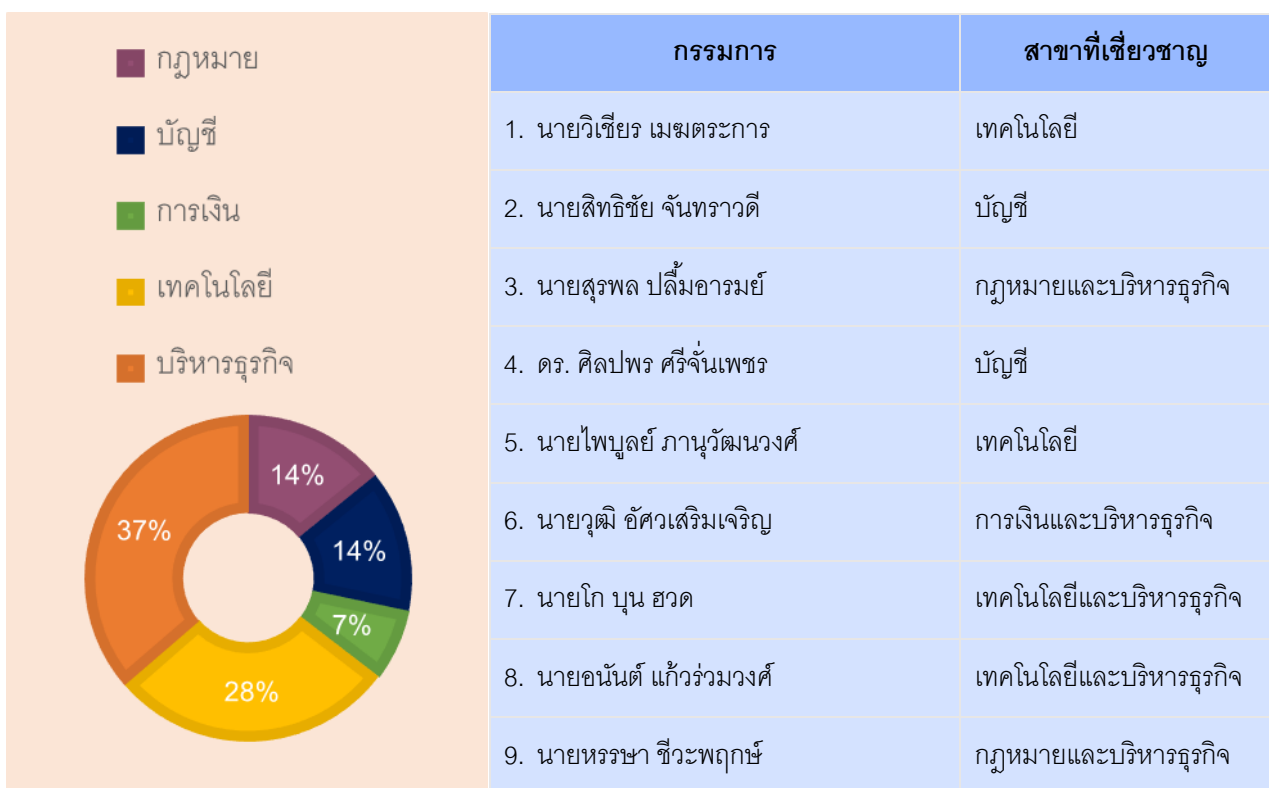 กฎหมาย
บัญชี
การเงิน
เทคโนโลยี
บริหารธุรกิจ
14%
37%
14%
7%
28%
กรรมการ สาขาที่เชี่ยวชาญ
1. นายวิเชียร เมฆตระการ เทคโนโลยี
2. นายสิทธิชัย จันทราวดี บัญชี
3. นายสุรพล ปลื้มอารมย์ กฎหมายและบริหารธุรกิจ
4. ดร. ศิลปพร ศรีจั่นเพชร บัญชี
5. นายไพบูลย์ ภานุวัฒนวงศ์ เทคโนโลยี
6. นายวุฒิ อัศวเสริมเจริญ การเงินและบริหารธุรกิจ
7. นายโก บุน ฮวด เทคโนโลยีและบริหารธุรกิจ
8. นายอนันต์ แก้วร่วมวงศ์ เทคโนโลยีและบริหารธุรกิจ
9. นายหรรษา ชีวะพฤกษ์ กฎหมายและบริหารธุรกิจ